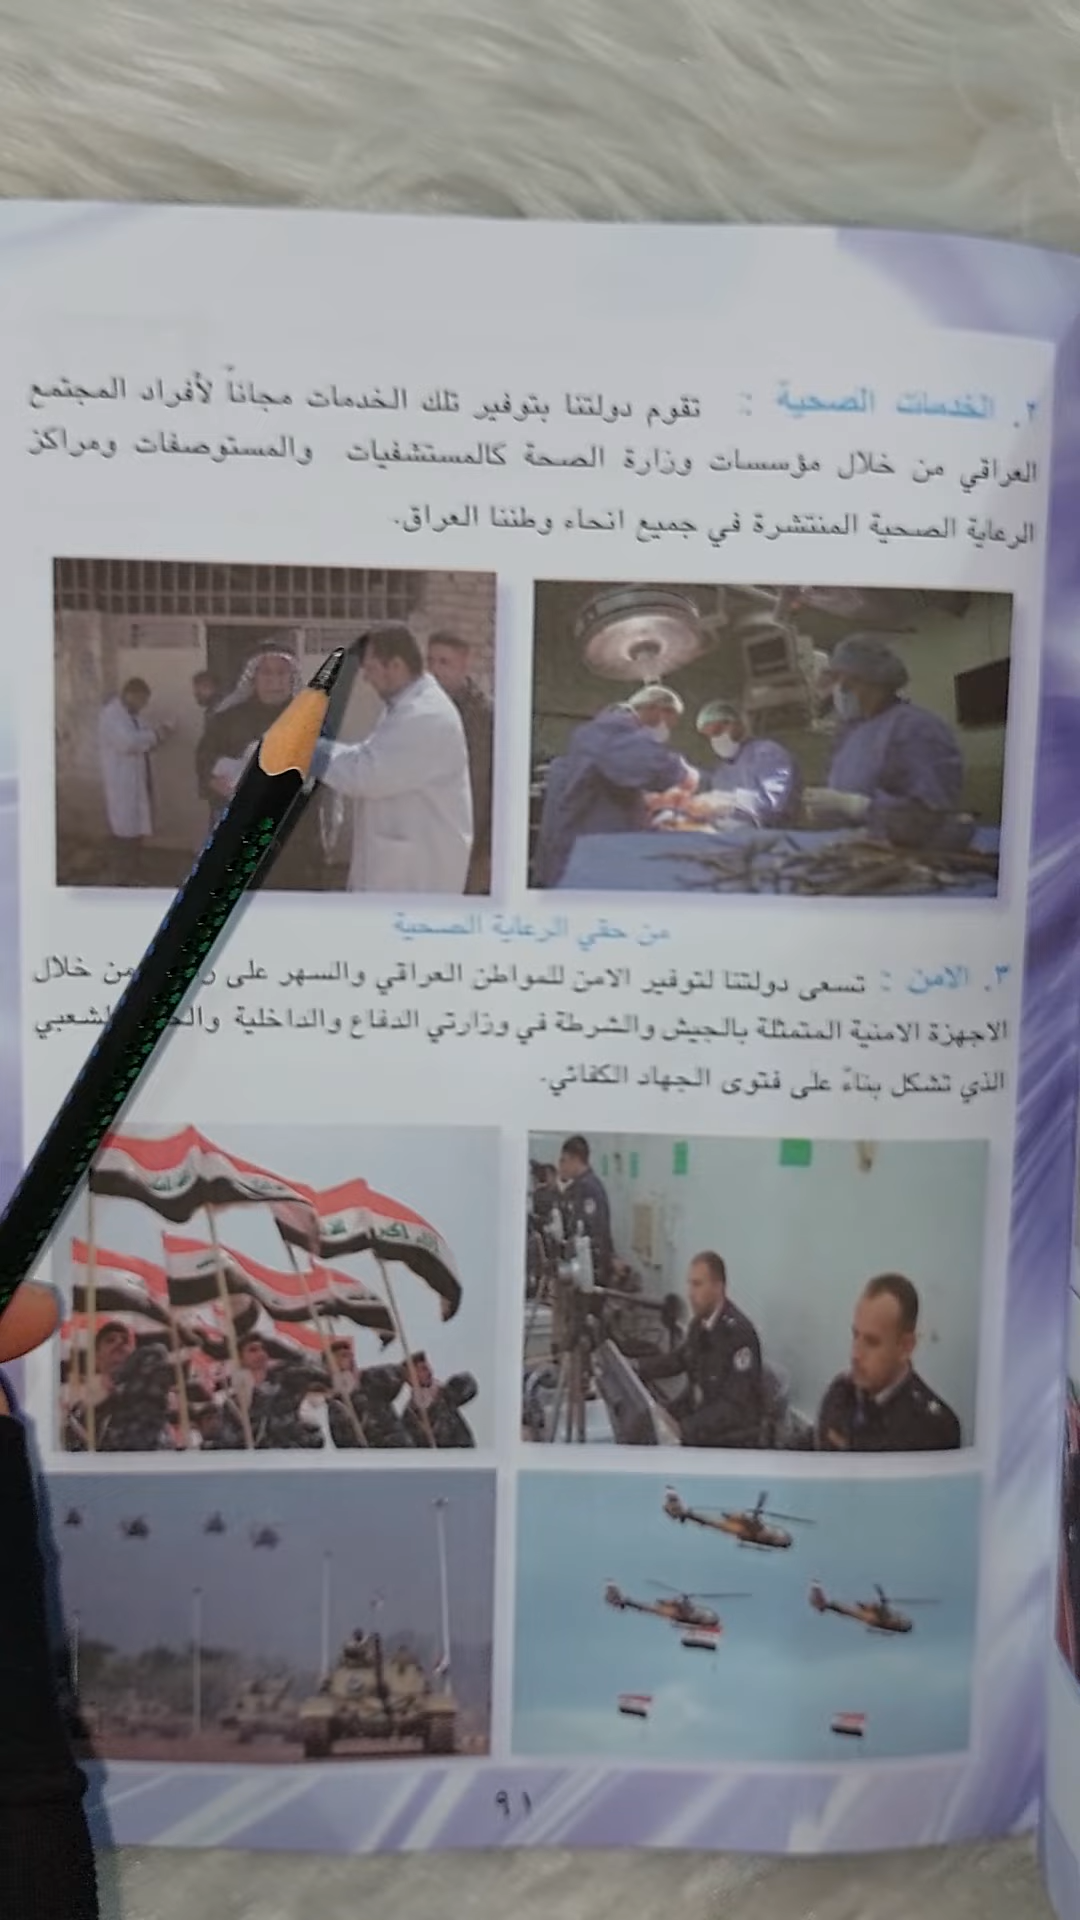 ٢. الخدمات الصحية : تقوم دولتنا بتوفير تلك الخدمات مجاناً لأفراد المجتمع
العراقي من خلال مؤسسات وزارة الصحة كالمستشفيات والمستوصفات ومراكز
الرعاية الصحية المنتشرة في جميع انحاء وطننا العراق.
من حقي الرعاية الصحية
٣. الامن : تسعى دولتنا لتوفير الامن للمواطن العراقي والسهر على من خلال
الاجهزة الامنية المتمثلة بالجيش والشرطة في وزارتي الدفاع والداخلية الشعبي
الذي تشكل بناءً على فتوى الجهاد الكفائي.
٩١